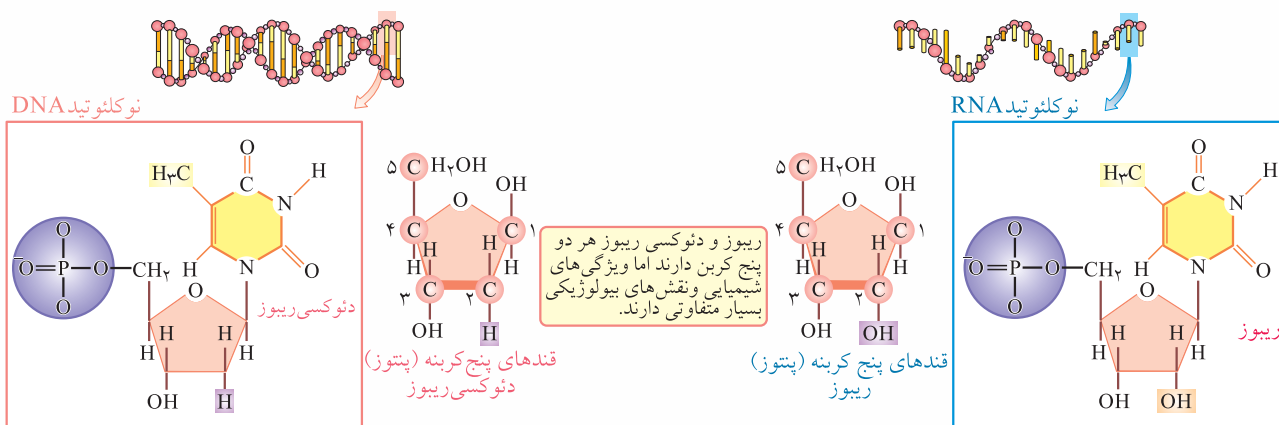 نوکلئوتید DNA
H۳C
O
C
N
H
O
O
P
O
O
O
−
CH۲
H
N
O
O
H
H
H
H
OH
H
دئوکسی‌ریبوز
۵
C
H۲OH
OH
O
۴
C
C
۱
H
H
H
H
۳
C
C
۲
OH
H
قندهای پنج‌کربنه (پنتوز)
دئوکسی‌ریبوز
ریبوز و دئوکسی ریبوز هر دو
پنج کربن دارند اما ویژگی‌های
شیمیایی ونقش‌های بیولوژیکی
بسیار متفاوتی دارند.
۵
C
H۲OH
OH
O
۴
C
C
۱
H
H
H
H
۳
C
C
۲
OH
OH
قندهای پنج کربنه (پنتوز)
ریبوز
نوکلئوتید RNA
H۳C
O
C
N
H
O
O
P
O
O
O
−
CH۲
H
N
O
O
H
H
H
H
OH
OH
ریبوز